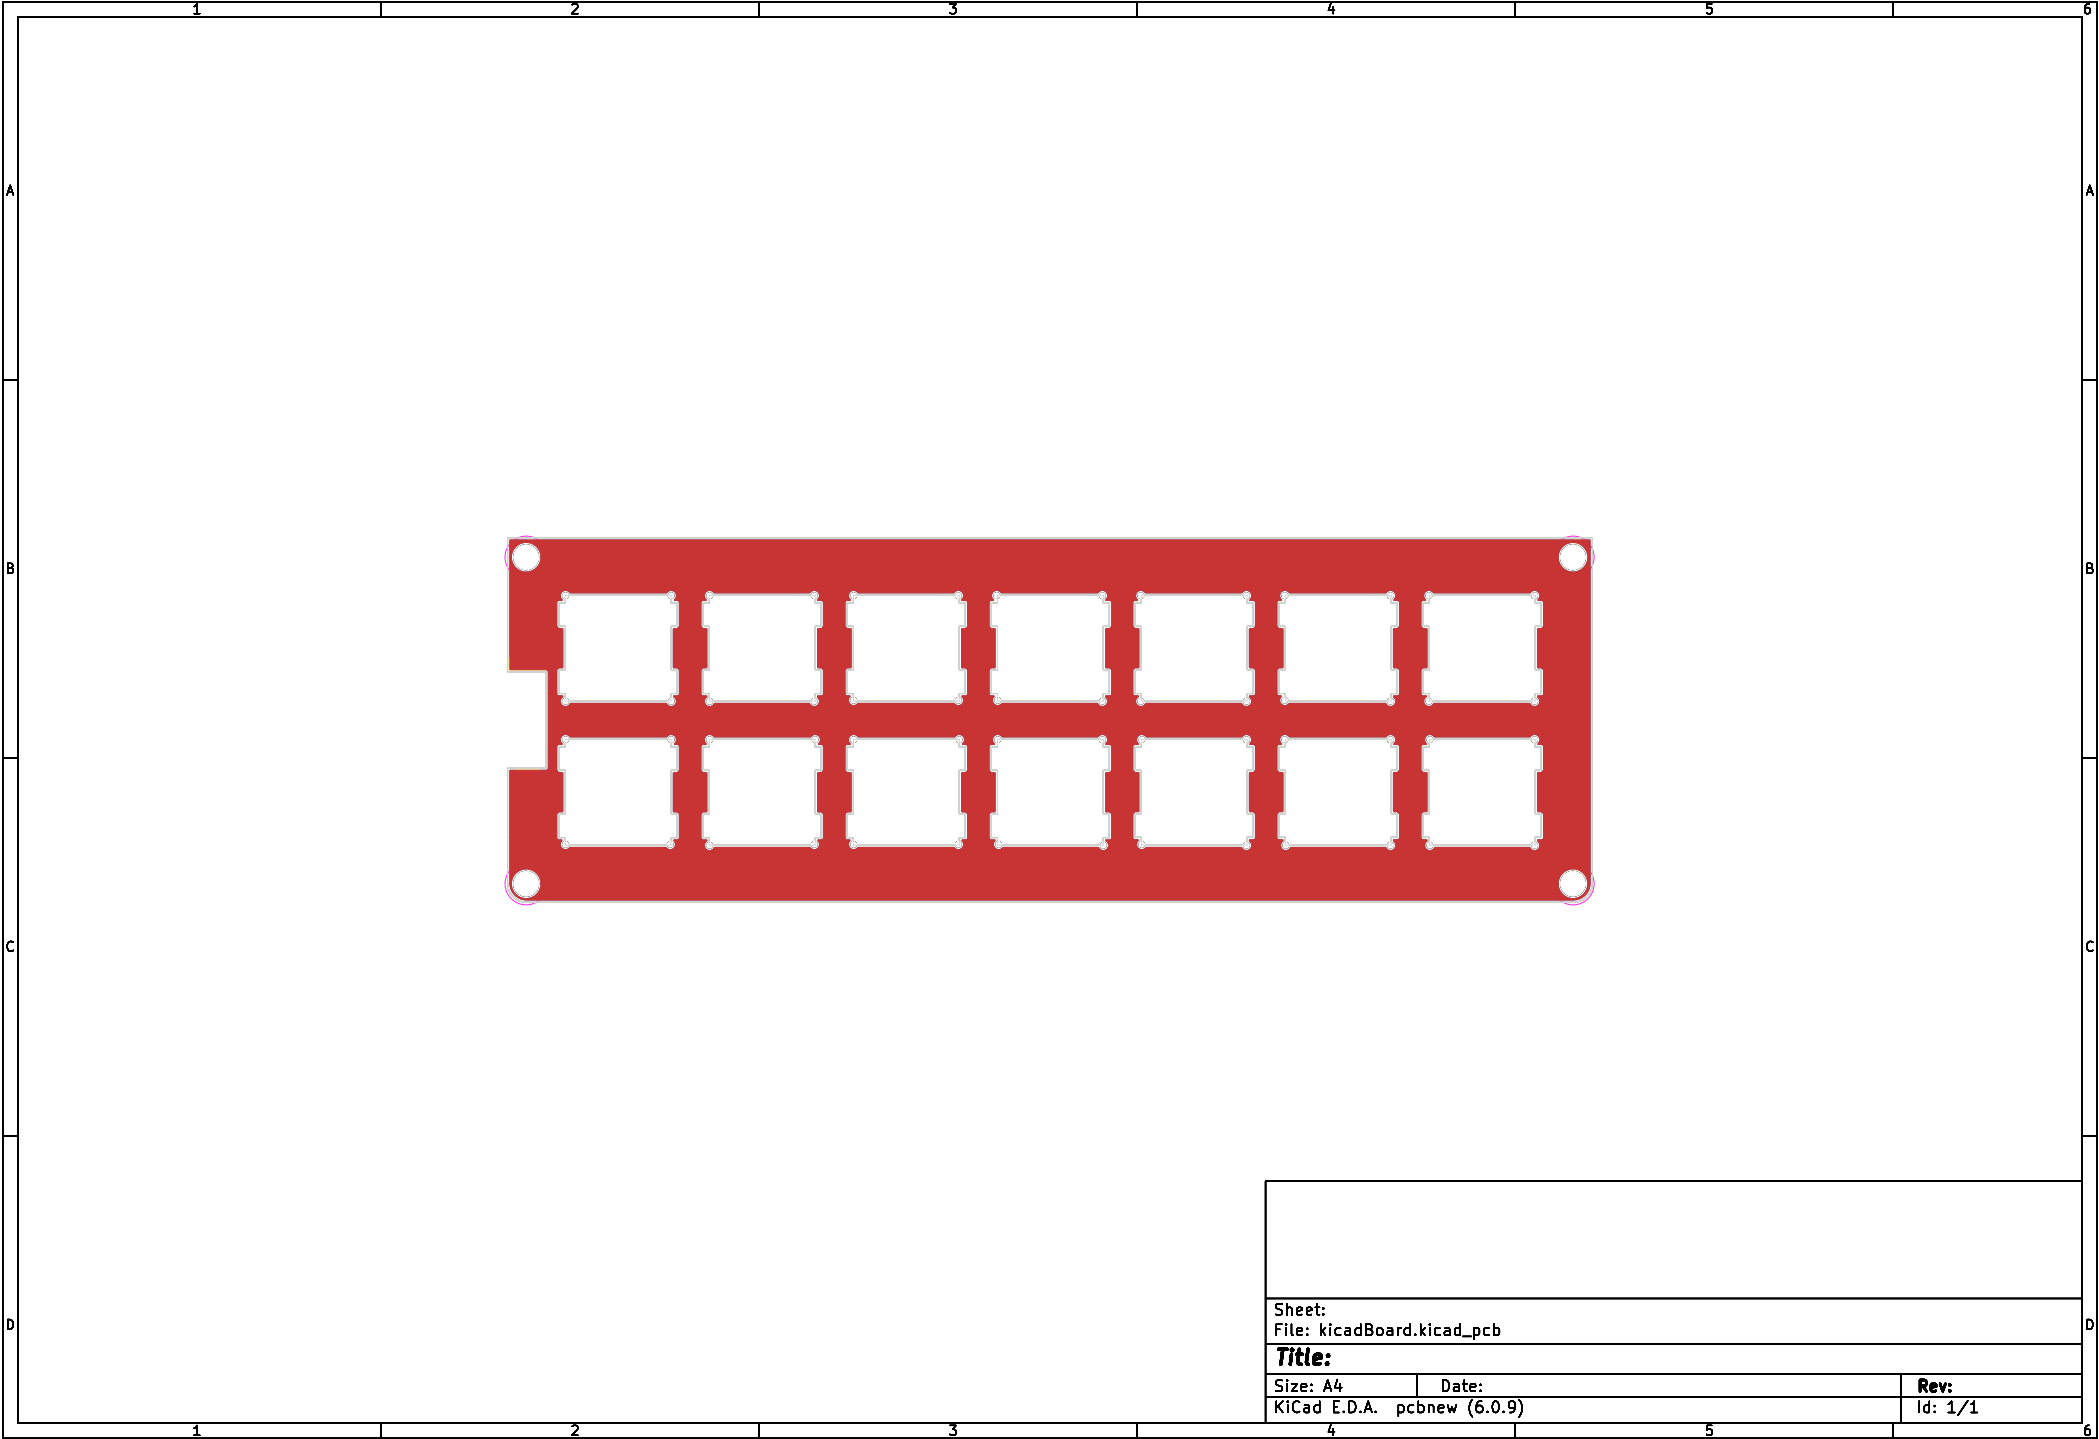 1 2 3 4 5 6
A A
B B
C C
D D
Sheet:
File: kicadBoard.kicad_pcb
Title:
Size: A4 Date: Rev:
KiCad E.D.A. pcbnew (6.0.9) Id: 1/1
1 2 3 4 5 6